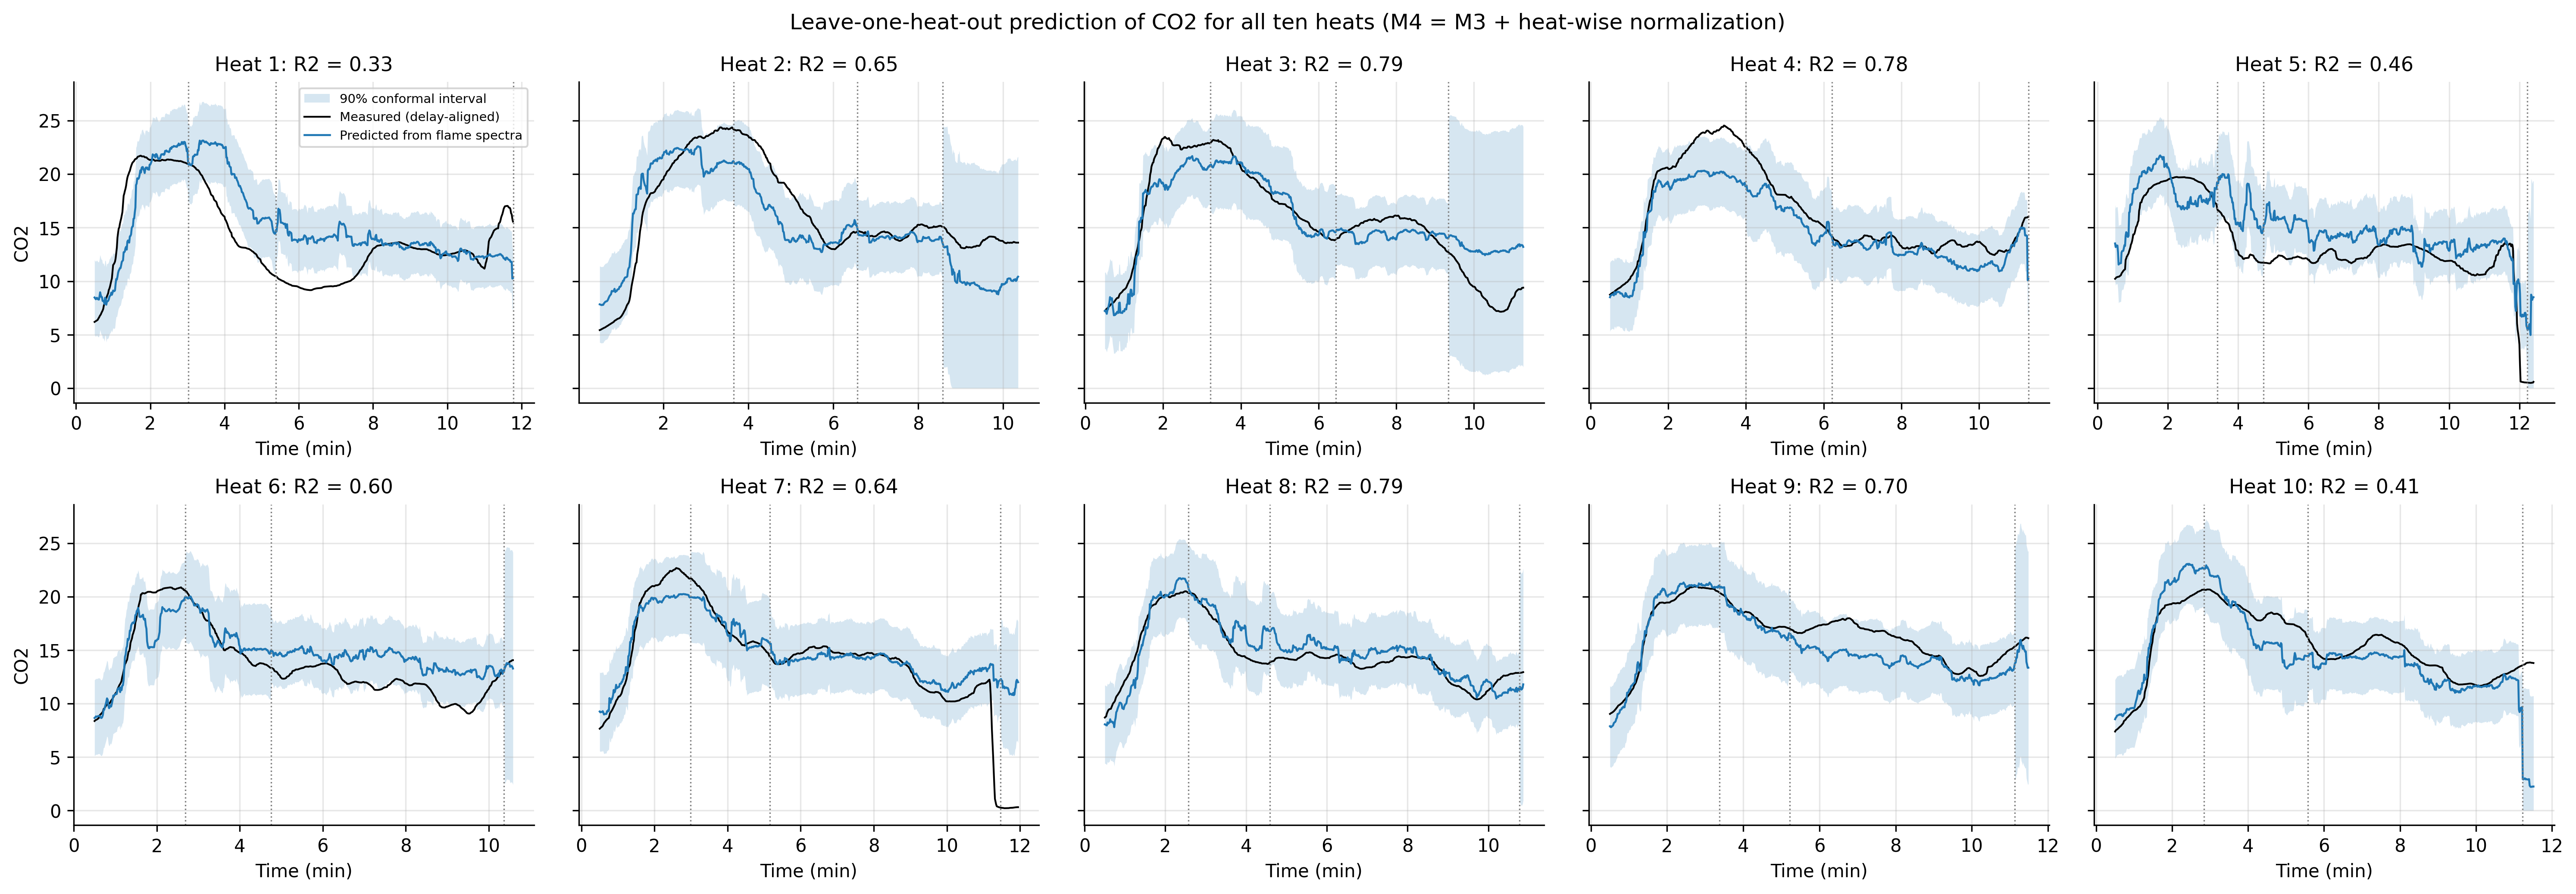 Leave-one-heat-out prediction of CO2 for all ten heats (M4 = M3 + heat-wise normalization)
Heat 1: R2 = 0.33
Heat 2: R2 = 0.65
Heat 3: R2 = 0.79
Heat 4: R2 = 0.78
Heat 5: R2 = 0.46
90% conformal interval
Measured (delay-aligned)
Predicted from flame spectra
CO2
25
20
15
10
5
0
0 2 4 6 8 10 12
2 4 6 8 10
0 2 4 6 8 10
0 2 4 6 8 10
0 2 4 6 8 10 12
Time (min)
Time (min)
Time (min)
Time (min)
Time (min)
Heat 6: R2 = 0.60
Heat 7: R2 = 0.64
Heat 8: R2 = 0.79
Heat 9: R2 = 0.70
Heat 10: R2 = 0.41
CO2
25
20
15
10
5
0
0 2 4 6 8 10
0 2 4 6 8 10 12
0 2 4 6 8 10
0 2 4 6 8 10 12
0 2 4 6 8 10 12
Time (min)
Time (min)
Time (min)
Time (min)
Time (min)